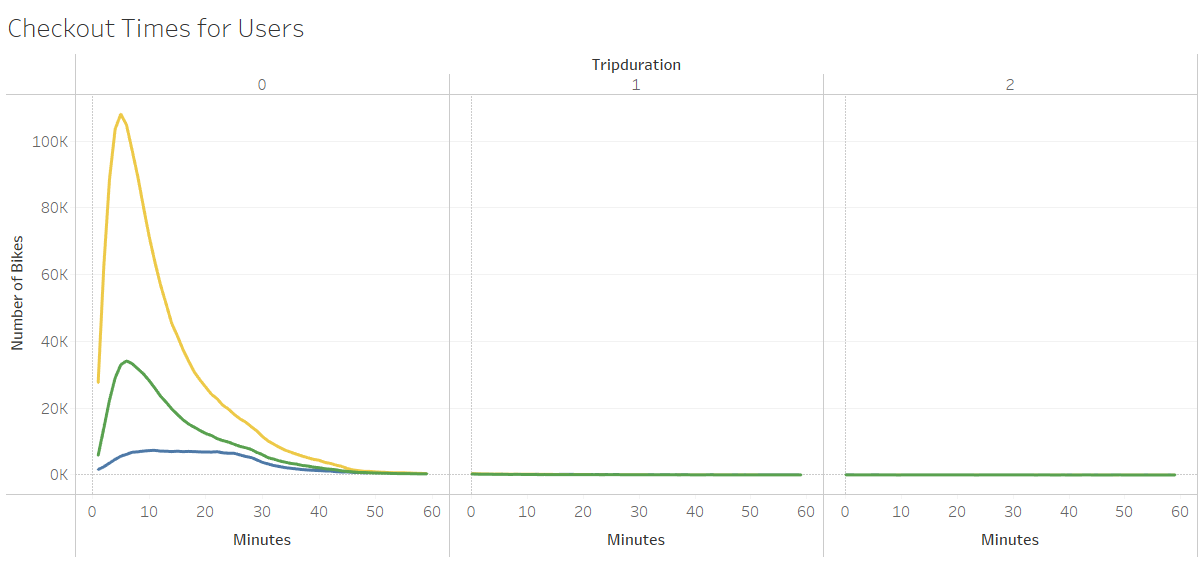 Checkout Times for Users
Tripduration
0 1 2
100K
80K
60K
40K
20K
0K
Number of Bikes
0 10 20 30 40 50 60 0 10 20 30 40 50 60 0 10 20 30 40 50 60
Minutes Minutes Minutes